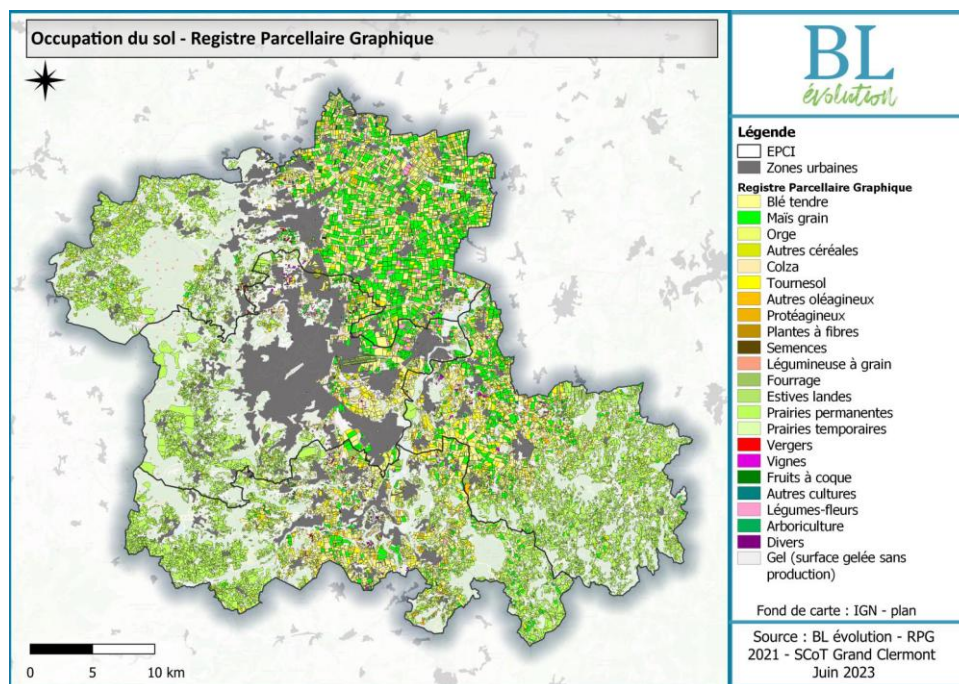 Occupation du sol - Registre Parcellaire Graphique
BL
évolution
Légende
EPCI
Zones urbaines
Registre Parcellaire Graphique
Blé tendre
Maïs grain
Orge
Autres céréales
Colza
Tournesol
Autres oléagineux
Protéagineux
Plantes à fibres
Semences
Légumineuse à grain
Fourrage
Estives landes
Prairies permanentes
Prairies temporaires
Vergers
Vignes
Fruits à coque
Autres cultures
Légumes-fleurs
Arboriculture
Divers
Gel (surface gelée sans
production)
Fond de carte : IGN - plan
Source : BL évolution - RPG
2021 - SCoT Grand Clermont
Juin 2023
0 5 10 km